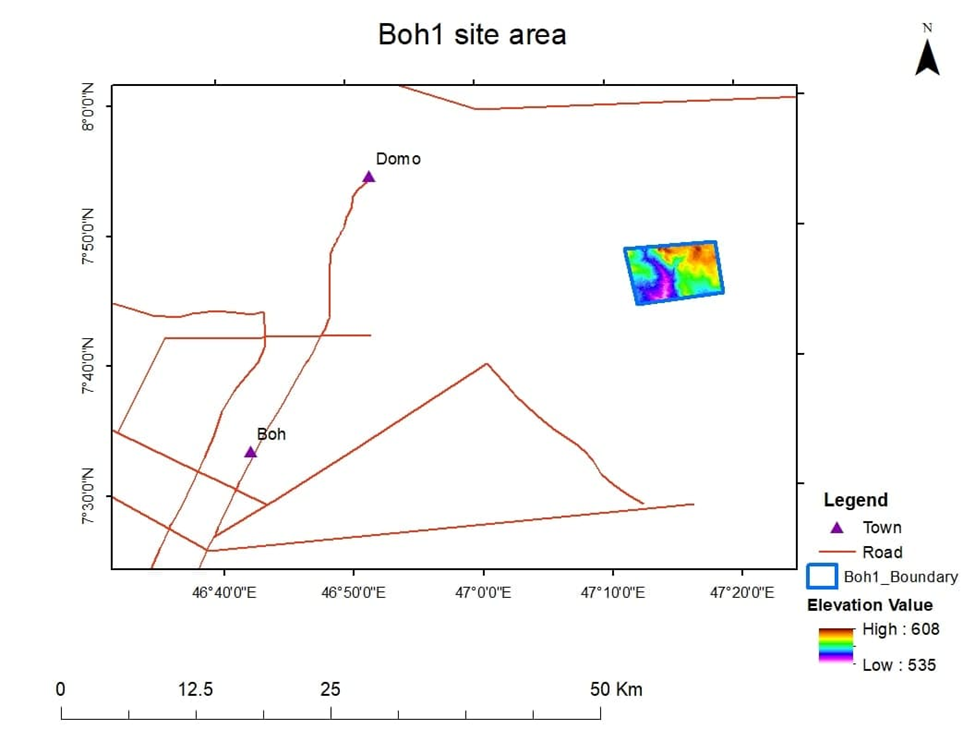 Boh1 site area
N
8°0'0"N
7°50'0"N
7°40'0"N
7°30'0"N
Domo
Boh
46°40'0"E 46°50'0"E 47°0'0"E 47°10'0"E 47°20'0"E
Legend
Town
Road
Boh1_Boundary
Elevation Value
High : 608
Low : 535
0 12.5 25 50 Km